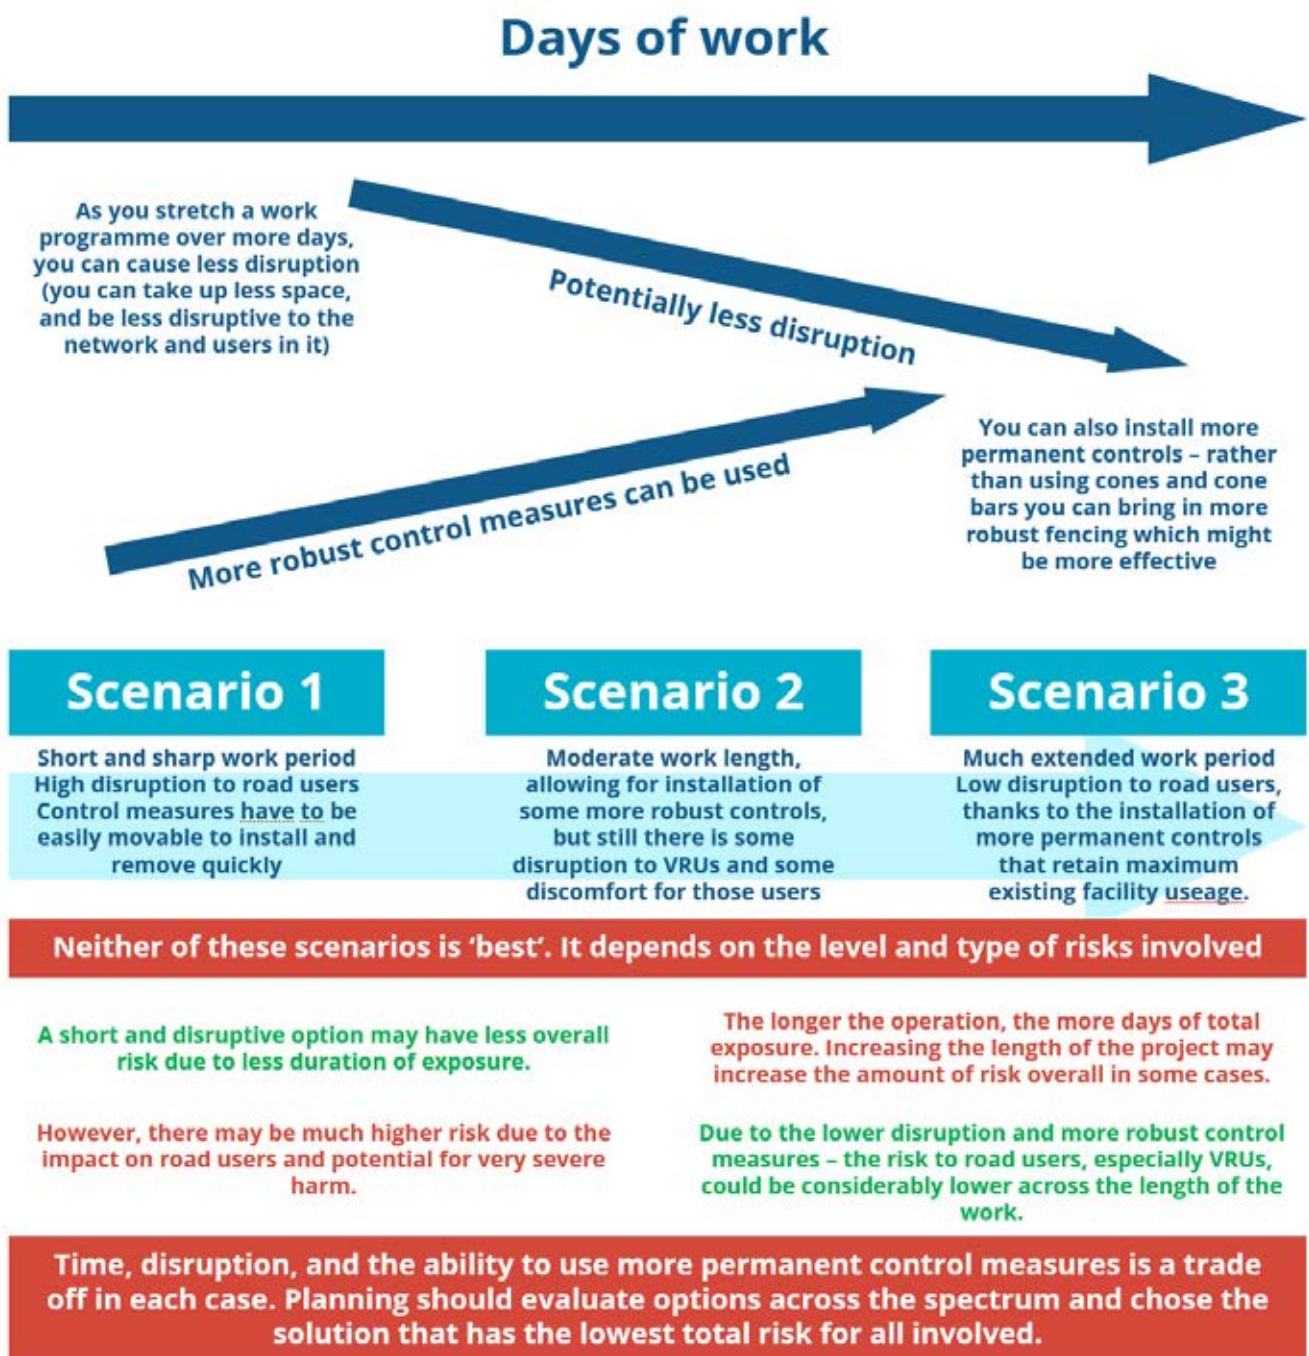 Days of work
As you stretch a work
programme over more days,
you can cause less disruption
(you can take up less space,
and be less disruptive to the
network and users in it)
Potentially less disruption
More robust control measures can be used
You can also install more
permanent controls – rather
than using cones and cone
bars you can bring in more
robust fencing which might
be more effective
Scenario 1
Short and sharp work period
High disruption to road users
Control measures have to be
easily movable to install and
remove quickly
Scenario 2
Moderate work length,
allowing for installation of
some more robust controls,
but still there is some
disruption to VRUs and some
discomfort for those users
Scenario 3
Much extended work period
Low disruption to road users,
thanks to the installation of
more permanent controls
that retain maximum
existing facility useage.
Neither of these scenarios is ‘best’. It depends on the level and type of risks involved
A short and disruptive option may have less overall
risk due to less duration of exposure.
However, there may be much higher risk due to the
impact on road users and potential for very severe
harm.
The longer the operation, the more days of total
exposure. Increasing the length of the project may
increase the amount of risk overall in some cases.
Due to the lower disruption and more robust control
measures – the risk to road users, especially VRUs,
could be considerably lower across the length of the
work.
Time, disruption, and the ability to use more permanent control measures is a trade
off in each case. Planning should evaluate options across the spectrum and chose the
solution that has the lowest total risk for all involved.